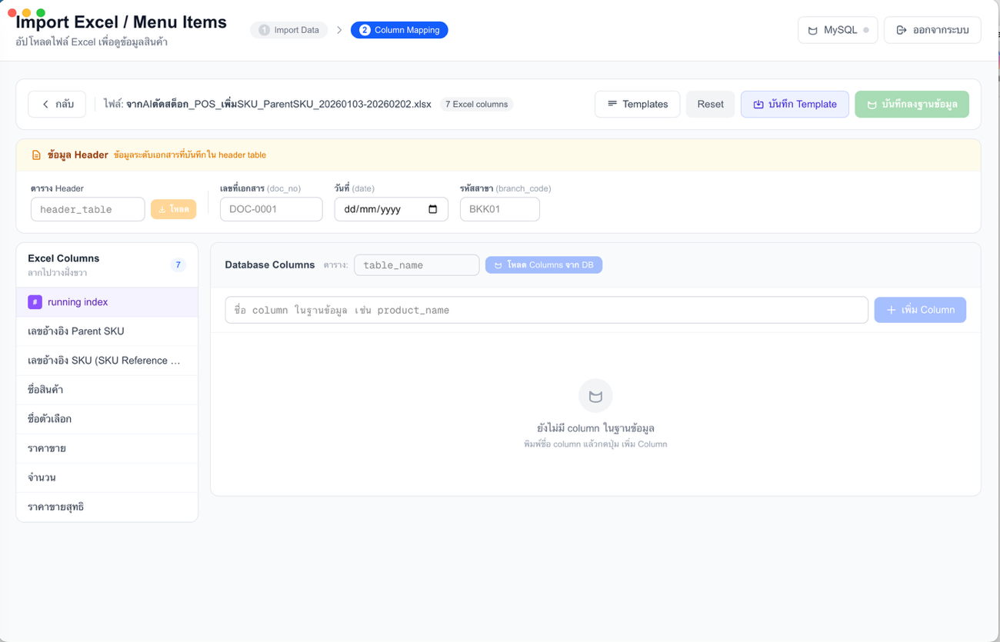 Import Excel / Menu Items
อัปโหลดไฟล์ Excel เพื่อดูข้อมูลสินค้า
1 Import Data
2 Column Mapping
MySQL
ออกจากระบบ
กลับ
ไฟล์: จากAIตัดสต็อก_POS_เพิ่มSKU_ParentSKU_20260103-20260202.xlsx
7 Excel columns
Templates
Reset
บันทึก Template
บันทึกลงฐานข้อมูล
ข้อมูล Header ข้อมูลระดับเอกสารที่บันทึกใน header table
ตาราง Header
header_table
โหลด
เลขที่เอกสาร (doc_no)
DOC-0001
วันที่ (date)
dd/mm/yyyy
รหัสสาขา (branch_code)
BKK01
Excel Columns
ลากไปวางฝั่งขวา
7
# running index
เลขอ้างอิง Parent SKU
เลขอ้างอิง SKU (SKU Reference …
ชื่อสินค้า
ชื่อตัวเลือก
ราคาขาย
จำนวน
ราคาขายสุทธิ
Database Columns
ตาราง:
table_name
โหลด Columns จาก DB
ชื่อ column ในฐานข้อมูล เช่น product_name
เพิ่ม Column
ยังไม่มี column ในฐานข้อมูล
พิมพ์ชื่อ column แล้วกดปุ่ม เพิ่ม Column